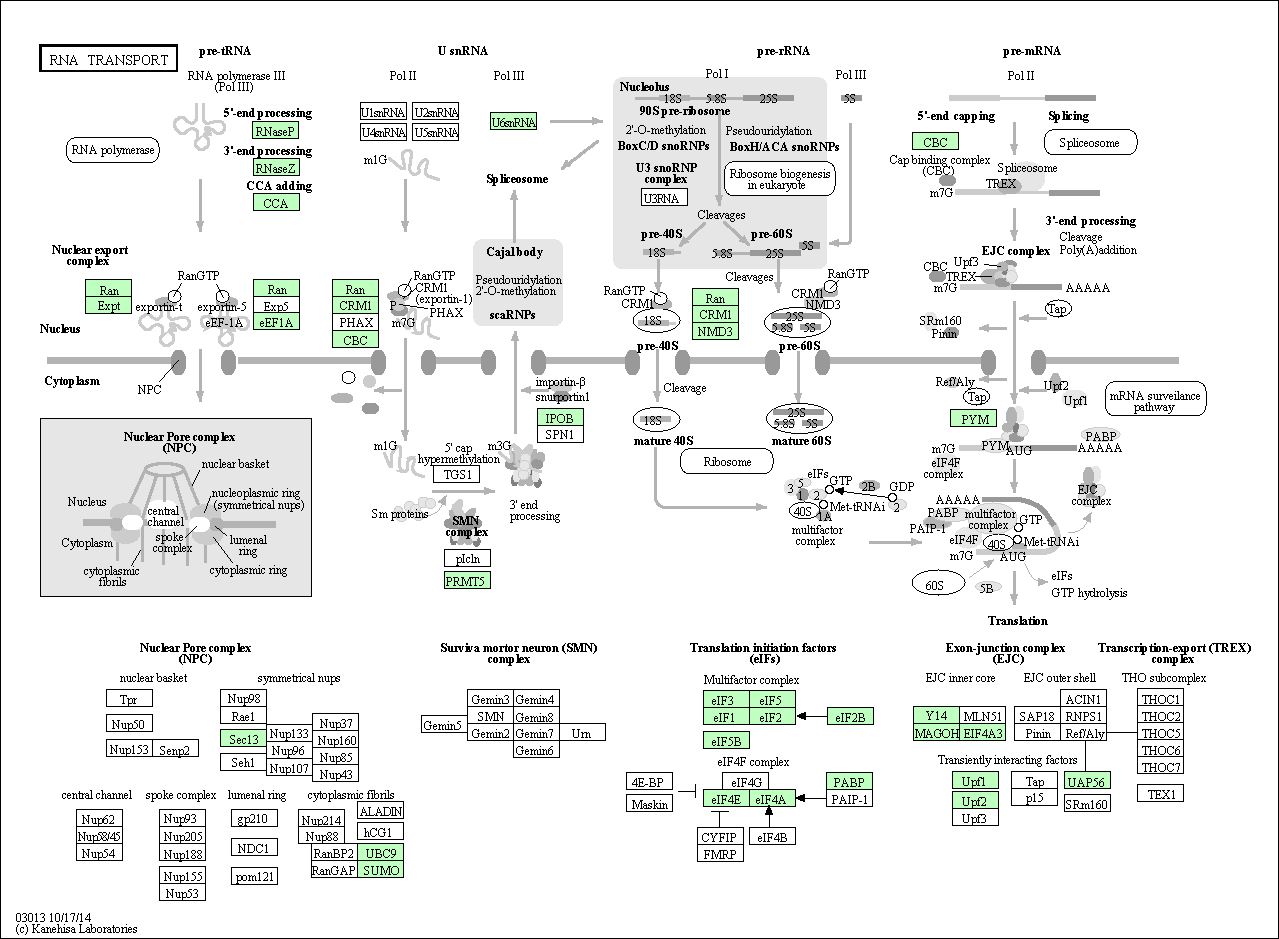 RNA TRANSPORT
pre-tRNA
RNA polymerase III
(Pol III)
5'-end processing
RNaseP
3'-end processing
RNaseZ
CCA adding
CCA
RNA polymerase
Nuclear export
complex
Ran
Expt
RanGTP
exportin-t
exportin-5
eEF-1A
Ran
Exp5
eEF1A
Nucleus
Cytoplasm
NPC
U snRNA
Pol II
Pol III
U1snRNA
U2snRNA
U4snRNA
U5snRNA
U6snRNA
m1G
Spliceosome
Cajal body
Pseudouridylation
2'-O-methylation
scaRNPs
Ran
CRM1
PHAX
CBC
RanGTP
CRM1
(exportin-1)
P
PHAX
m7G
importin-β
snurportin1
IPOB
SPN1
m1G
5' cap
hypermethylation
TGS1
m3G
Sm proteins
SMN
complex
pIcln
PRMT5
3' end
processing
pre-rRNA
Pol I
Pol III
Nucleolus
18S
5.8S
25S
5S
90S pre-ribosome
2'-O-methylation
BoxC/D snoRNPs
Pseudouridylation
BoxH/ACA snoRNPs
U3 snoRNP
complex
U3RNA
Ribosome biogenesis
in eukaryote
Cleavages
pre-40S
18S
pre-60S
5.8S
25S
5S
Cleavages
RanGTP
CRM1
18S
Ran
CRM1
NMD3
RanGTP
CRM1
NMD3
25S
5.8S
5S
pre-40S
pre-60S
Cleavage
18S
mature 40S
25S
5.8S
5S
mature 60S
Ribosome
eIFs
GTP
3
5
1
2
40S
1A
Met-tRNAi
multifactor
complex
2B
GDP
2
pre-mRNA
Pol II
5'-end capping
CBC
Cap binding complex
(CBC)
m7G
Splicing
Spliceosome
Spliceosome
TREX
3'-end processing
Cleavage
Poly(A)addition
EJC complex
CBC
Upf3
TREX
m7G
AAAAA
Tap
SRm160
Pinin
Ref/Aly
Tap
Upf2
Upf1
mRNA surveilance
pathway
PYM
m7G
PYM
AUG
PABP
AAAAA
eIF4F
complex
AAAAA
PABP
PAIP-1
multifactor
complex
GTP
eIF4F
40S
Met-tRNAi
m7G
AUG
EJC
complex
60S
5B
eIFs
GTP hydrolysis
Translation
Nuclear Pore complex
(NPC)
nuclear basket
Nucleus
nucleoplasmic ring
(symmetrical nups)
central
channel
Cytoplasm
spoke
complex
lumenal
ring
cytoplasmic
fibrils
cytoplasmic ring
Nuclear Pore complex
(NPC)
nuclear basket
Tpr
Nup50
Nup153
Senp2
symmetrical nups
Nup98
Rae1
Sec13
Seh1
Nup133
Nup96
Nup107
Nup37
Nup160
Nup85
Nup43
central channel
Nup62
Nup58/45
Nup54
spoke complex
Nup93
Nup205
Nup188
Nup155
Nup53
lumenal ring
gp210
NDC1
pom121
cytoplasmic fibrils
Nup214
Nup88
ALADIN
hCG1
RanBP2
UBC9
RanGAP
SUMO
Surviva mortor neuron (SMN)
complex
Gemin5
Gemin3
Gemin4
SMN
Gemin8
Gemin2
Gemin7
Unr
Gemin6
Translation initiation factors
(eIFs)
Multifactor complex
eIF3
eIF5
eIF1
eIF2
eIF2B
eIF5B
eIF4F complex
4E-BP
Maskin
eIF4G
eIF4E
eIF4A
PABP
PAIP-1
CYFIP
FMRP
eIF4B
Exon-junction complex
(EJC)
EJC inner core
Y14
MLN51
MAGOH
EIF4A3
EJC outer shell
ACIN1
SAP18
RNPS1
Pinin
Ref/Aly
Transiently interacting factors
Upf1
Upf2
Upf3
Tap
p15
UAP56
SRm160
Transcription-export (TREX)
complex
THO subcomplex
THOC1
THOC2
THOC5
THOC6
THOC7
TEX1
03013 10/17/14
(c) Kanehisa Laboratories